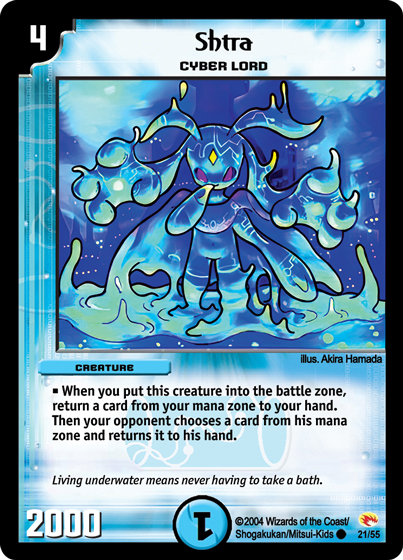 4
Shtra
CYBER LORD
illus. Akira Hamada
CREATURE
▪ When you put this creature into the battle zone,
return a card from your mana zone to your hand.
Then your opponent chooses a card from his mana
zone and returns it to his hand.
Living underwater means never having to take a bath.
2000
1
©2004 Wizards of the Coast/
Shogakukan/Mitsui-Kids ● 21/55